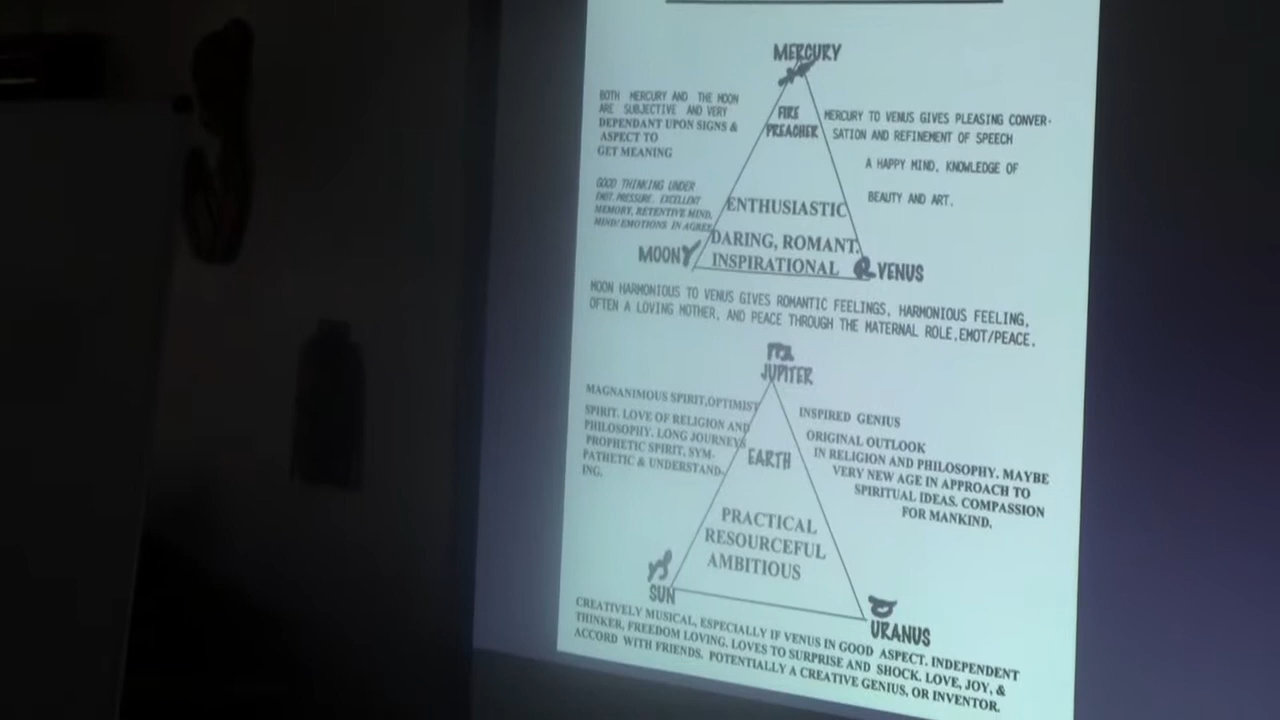 MERCURY
BOTH MERCURY AND THE MOON
ARE SUBJECTIVE AND VERY
DEPENDANT UPON SIGNS &
ASPECT TO
GET MEANING
FIRE
PREACHER
MERCURY TO VENUS GIVES PLEASING CONVER-
SATION AND REFINEMENT OF SPEECH
A HAPPY MIND, KNOWLEDGE OF
BEAUTY AND ART.
GOOD THINKING UNDER
EMOT. PRESSURE. EXCELLENT
MEMORY, RETENTIVE MIND,
MIND/EMOTIONS IN AGREE
ENTHUSIASTIC
DARING, ROMANT.
INSPIRATIONAL
MOON
VENUS
MOON HARMONIOUS TO VENUS GIVES ROMANTIC FEELINGS, HARMONIOUS FEELING,
OFTEN A LOVING MOTHER, AND PEACE THROUGH THE MATERNAL ROLE.EMOT/PEACE.
JUPITER
MAGNANIMOUS SPIRIT,OPTIMIST
SPIRIT. LOVE OF RELIGION AND
PHILOSOPHY. LONG JOURNEYS
PROPHETIC SPIRIT, SYM-
PATHETIC & UNDERSTAND-
ING.
INSPIRED GENIUS
ORIGINAL OUTLOOK
IN RELIGION AND PHILOSOPHY. MAYBE
VERY NEW AGE IN APPROACH TO
SPIRITUAL IDEAS. COMPASSION
FOR MANKIND.
EARTH
PRACTICAL
RESOURCEFUL
AMBITIOUS
SUN
URANUS
CREATIVELY MUSICAL, ESPECIALLY IF VENUS IN GOOD ASPECT. INDEPENDENT
THINKER, FREEDOM LOVING. LOVES TO SURPRISE AND SHOCK. LOVE, JOY, &
ACCORD WITH FRIENDS. POTENTIALLY A CREATIVE GENIUS, OR INVENTOR.